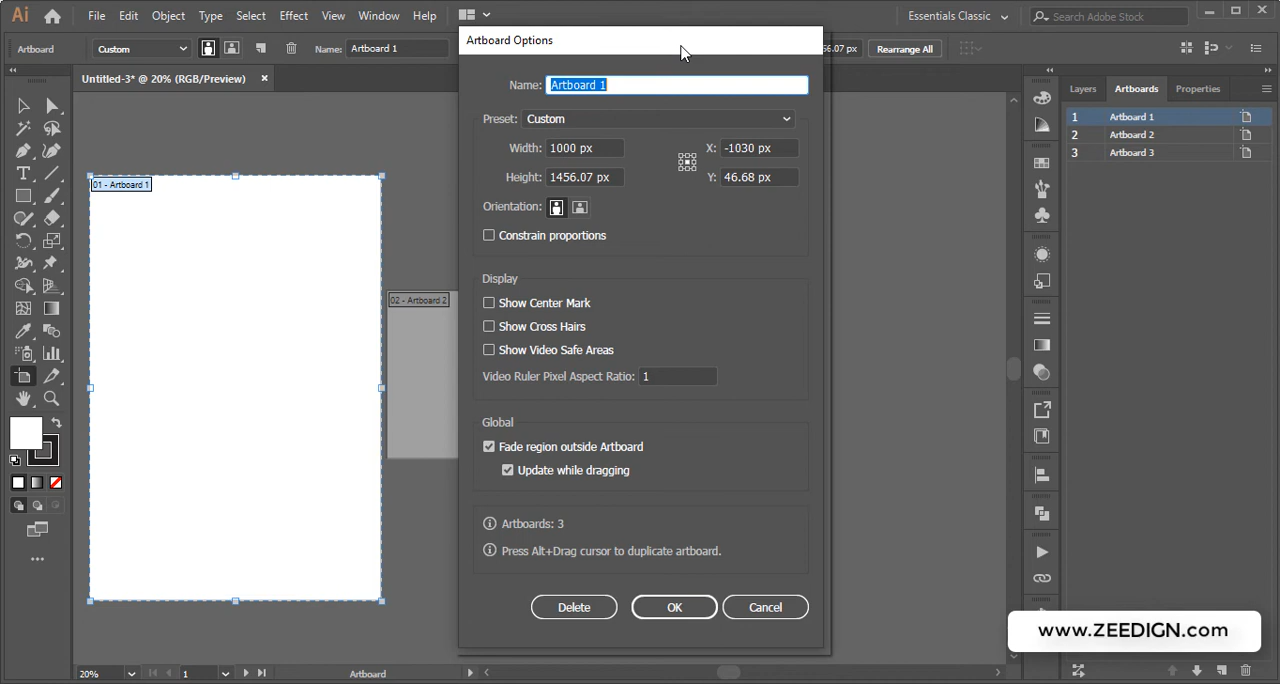 Ai File Edit Object Type Select Effect View Window Help Essentials Classic Search Adobe Stock
Artboard Custom Name: Artboard 1 56.07 px Rearrange All
Untitled-3* @ 20% (RGB/Preview) ×
01 - Artboard 1
02 - Artboard 2
Artboard Options
Name: Artboard 1
Preset: Custom
Width: 1000 px X: -1030 px
Height: 1456.07 px Y: 46.68 px
Orientation:
Constrain proportions
Display
Show Center Mark
Show Cross Hairs
Show Video Safe Areas
Video Ruler Pixel Aspect Ratio: 1
Global
Fade region outside Artboard
Update while dragging
Artboards: 3
Press Alt+Drag cursor to duplicate artboard.
Delete OK Cancel
Layers Artboards Properties
1 Artboard 1
2 Artboard 2
3 Artboard 3
www.ZEEDIGN.com
20% 1 Artboard